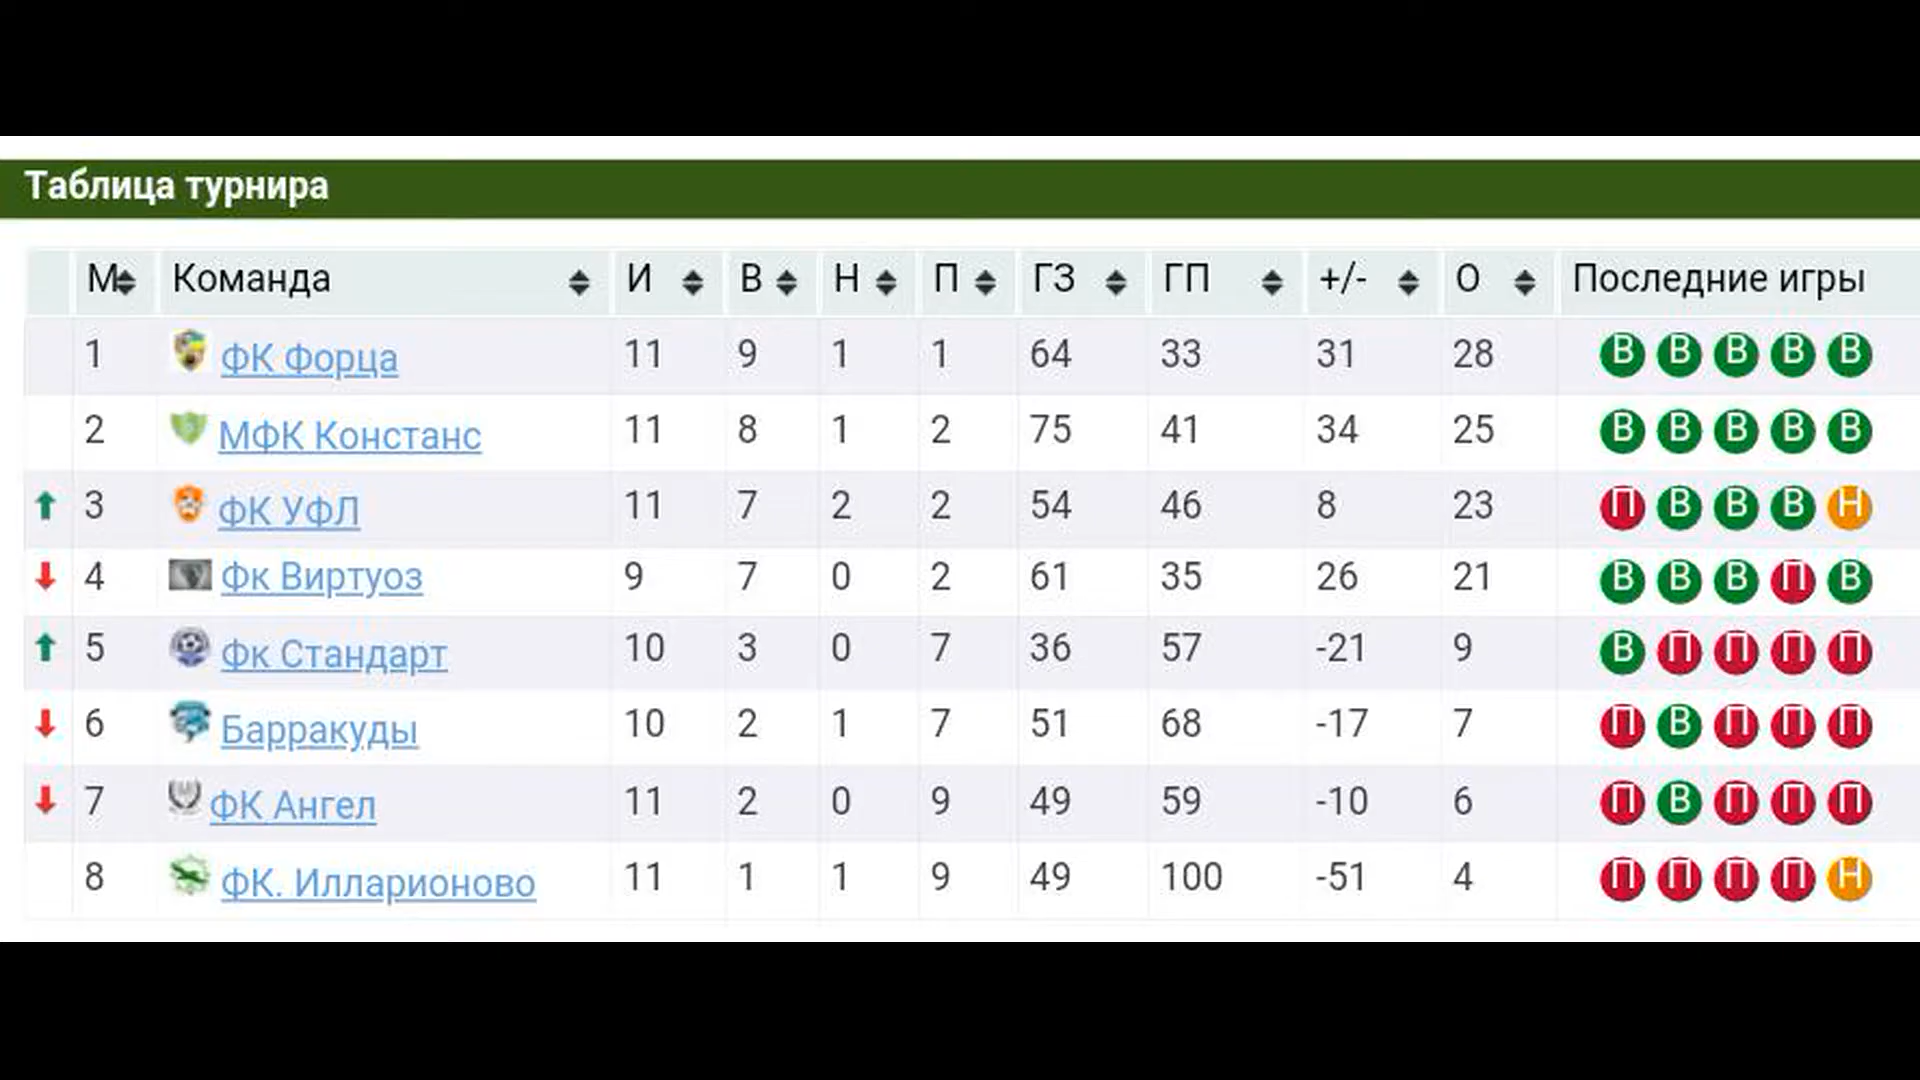 Таблица турнира
М Команда И В Н П ГЗ ГП +/- О Последние игры
1 ФК Форца 11 9 1 1 64 33 31 28 В В В В В
2 МФК Констанс 11 8 1 2 75 41 34 25 В В В В В
3 ФК УФЛ 11 7 2 2 54 46 8 23 П В В В Н
4 Фк Виртуоз 9 7 0 2 61 35 26 21 В В В П В
5 Фк Стандарт 10 3 0 7 36 57 -21 9 В П П П П
6 Барракуды 10 2 1 7 51 68 -17 7 П В П П П
7 ФК Ангел 11 2 0 9 49 59 -10 6 П В П П П
8 ФК. Илларионово 11 1 1 9 49 100 -51 4 П П П П Н